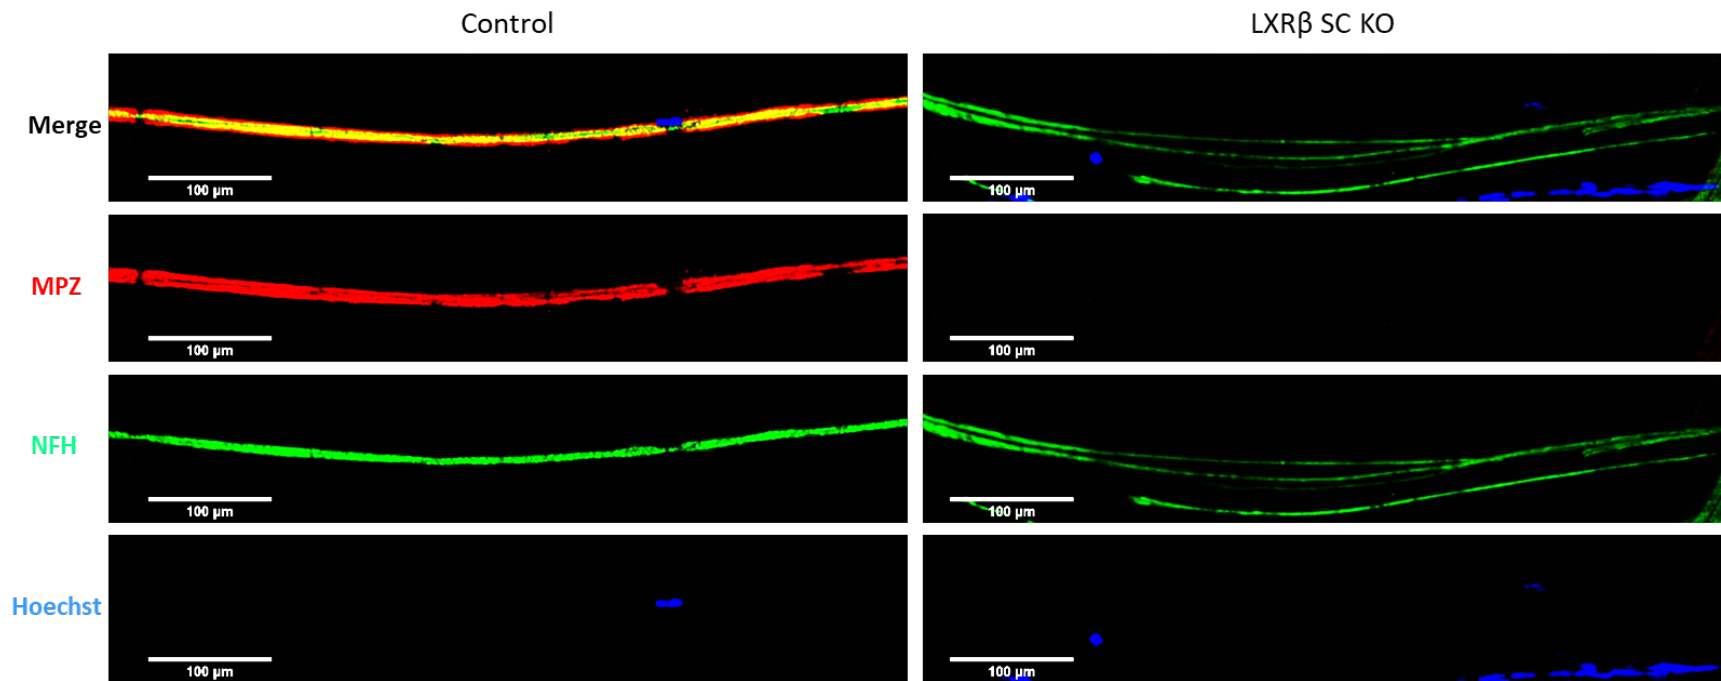 Control
LXRβ SC KO
Merge
100 µm
100 µm
MPZ
100 µm
100 µm
NFH
100 µm
100 µm
Hoechst
100 µm
100 µm